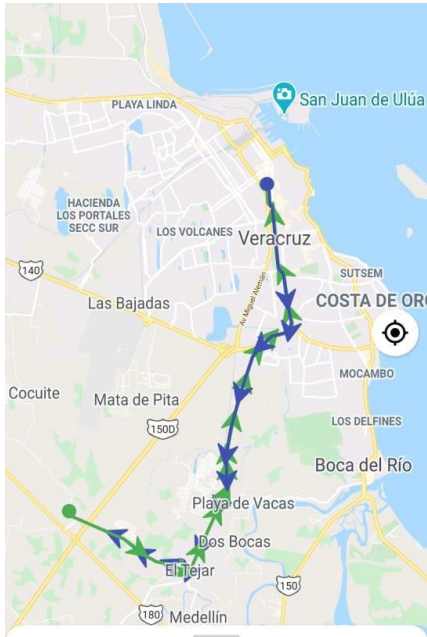 San Juan de Ulúa
PLAYA LINDA
HACIENDA
LOS PORTALES
SECC SUR
LOS VOLCANES
Veracruz
140
SUTSEM
Las Bajadas
Av Miguel Alemán
COSTA DE ORO
MOCAMBO
Cocuite
Mata de Pita
150D
LOS DELFINES
Boca del Río
Playa de Vacas
Dos Bocas
El Tejar
150
180
Medellín